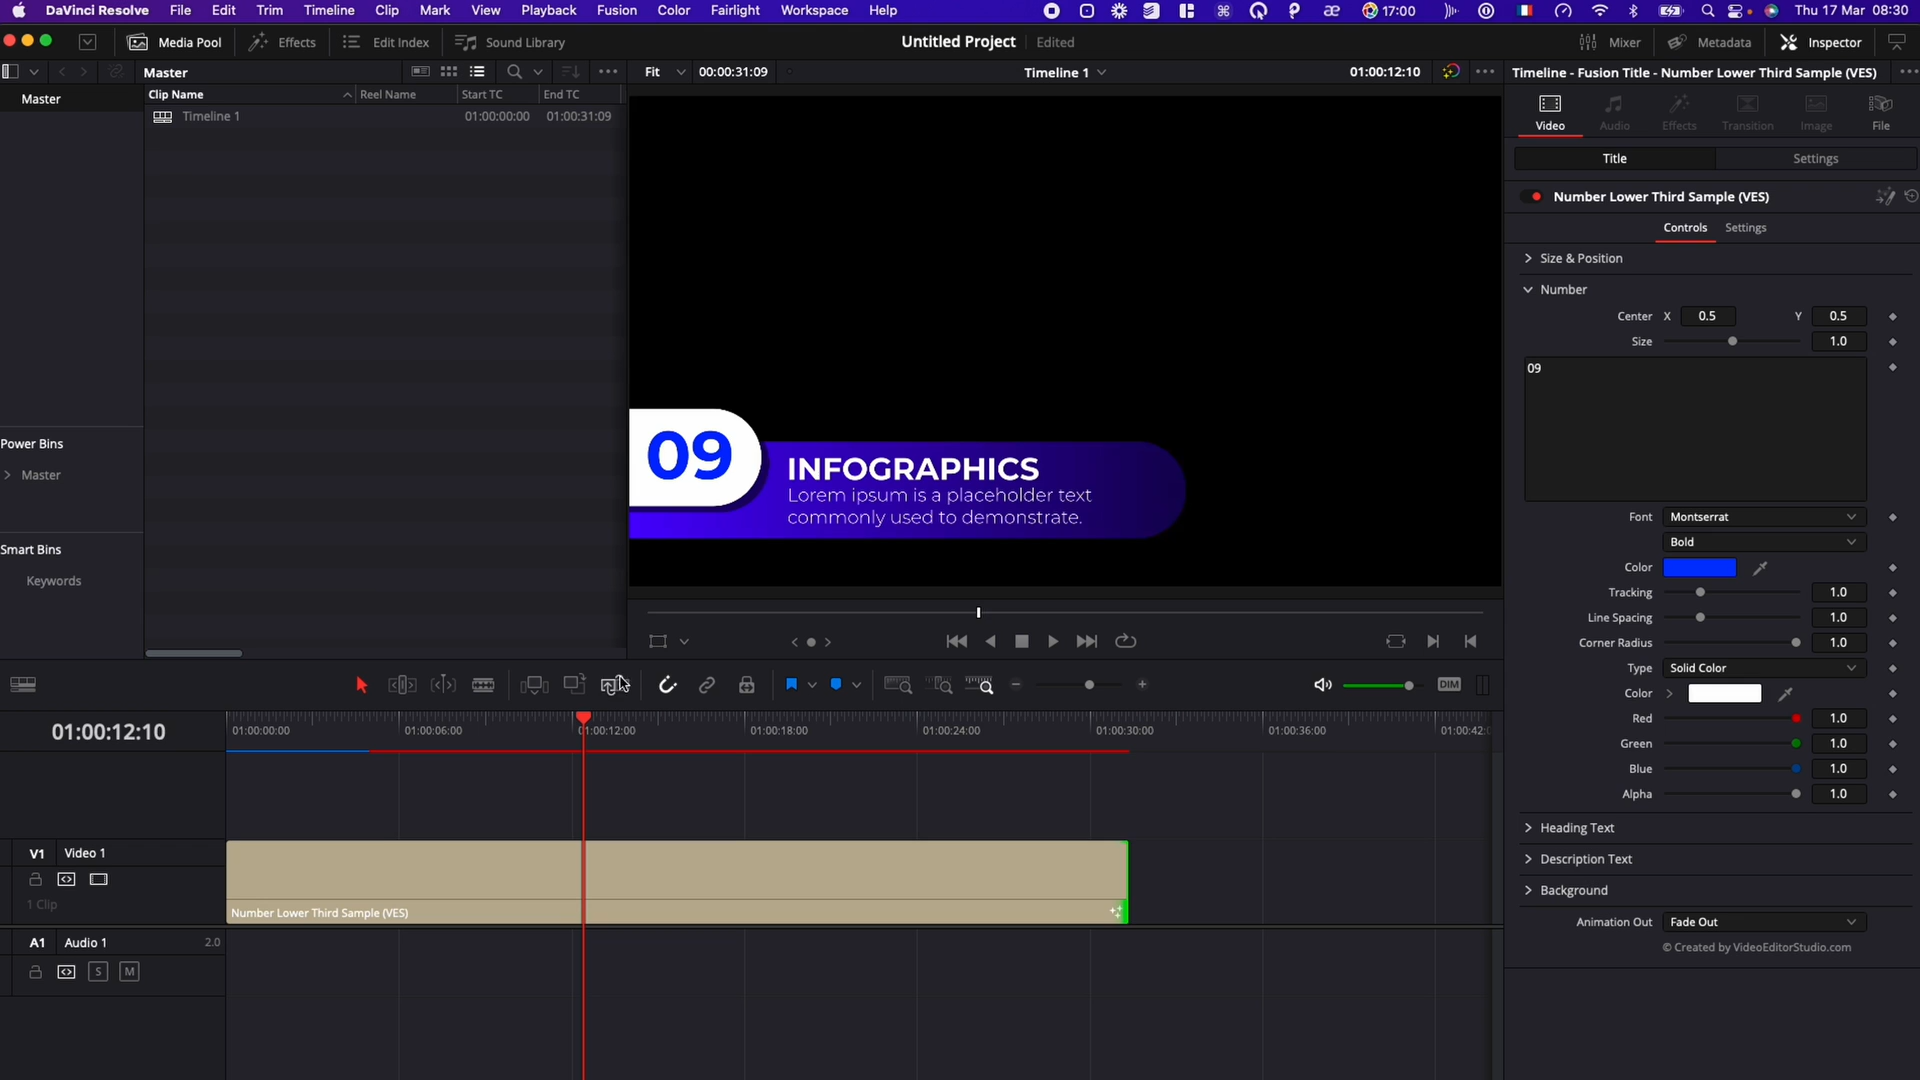 DaVinci Resolve File Edit Trim Timeline Clip Mark View Playback Fusion Color Fairlight Workspace Help 17:00 Thu 17 Mar 08:30
Media Pool Effects Edit Index Sound Library Untitled Project Edited Mixer Metadata Inspector
Master Fit 00:00:31:09 Timeline 1 01:00:12:10 Timeline - Fusion Title - Number Lower Third Sample (VES)
Master Clip Name Reel Name Start TC End TC
Timeline 1 01:00:00:00 01:00:31:09
Video Audio Effects Transition Image File
Title Settings
Number Lower Third Sample (VES)
Controls Settings
Size & Position
Number
Center X 0.5 Y 0.5
Size 1.0
09
Power Bins
Master
Smart Bins
Keywords
09
INFOGRAPHICS
Lorem ipsum is a placeholder text
commonly used to demonstrate.
Font Montserrat
Bold
Color
Tracking 1.0
Line Spacing 1.0
Corner Radius 1.0
Type Solid Color
Color
Red 1.0
Green 1.0
Blue 1.0
Alpha 1.0
Heading Text
Description Text
Background
Animation Out Fade Out
© Created by VideoEditorStudio.com
DIM
01:00:12:10 01:00:00:00 01:00:06:00 01:00:12:00 01:00:18:00 01:00:24:00 01:00:30:00 01:00:36:00 01:00:42:
V1 Video 1
1 Clip
Number Lower Third Sample (VES)
A1 Audio 1 2.0
S M